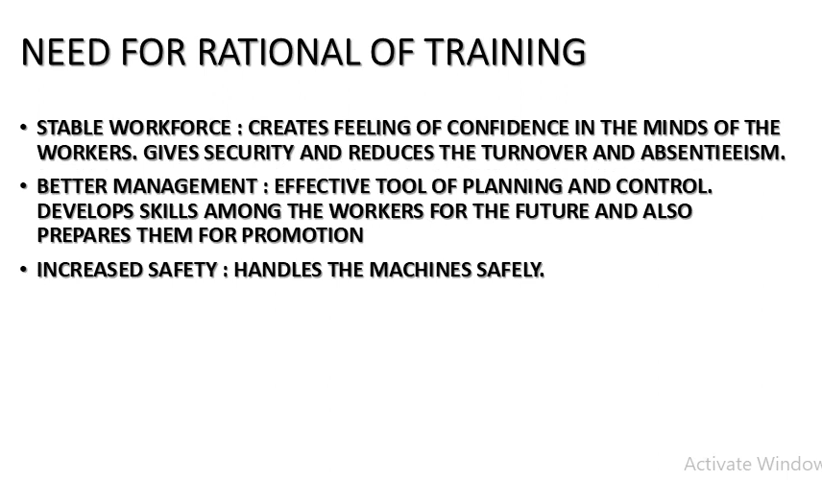 NEED FOR RATIONAL OF TRAINING
• STABLE WORKFORCE : CREATES FEELING OF CONFIDENCE IN THE MINDS OF THE
WORKERS. GIVES SECURITY AND REDUCES THE TURNOVER AND ABSENTIEEISM.
• BETTER MANAGEMENT : EFFECTIVE TOOL OF PLANNING AND CONTROL.
DEVELOPS SKILLS AMONG THE WORKERS FOR THE FUTURE AND ALSO
PREPARES THEM FOR PROMOTION
• INCREASED SAFETY : HANDLES THE MACHINES SAFELY.
Activate Window